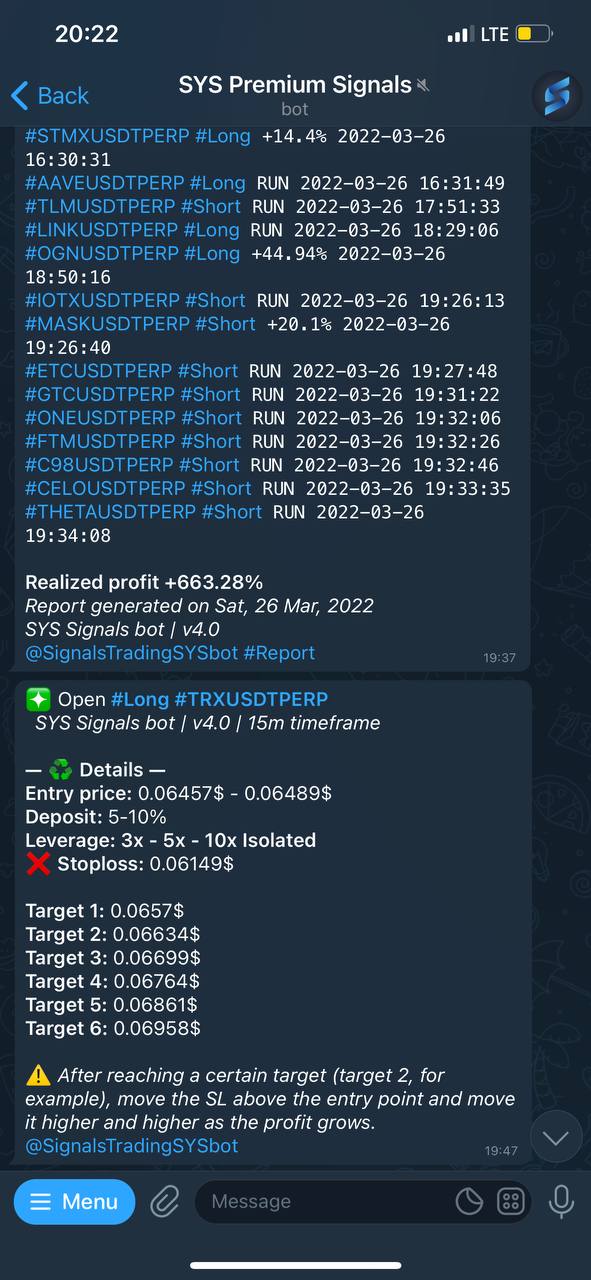 20:22
LTE
Back
SYS Premium Signals
bot
#STMXUSDTPERP #Long +14.4% 2022-03-26
16:30:31
#AAVEUSDTPERP #Long RUN 2022-03-26 16:31:49
#TLMUSDTPERP #Short RUN 2022-03-26 17:51:33
#LINKUSDTPERP #Long RUN 2022-03-26 18:29:06
#OGNUSDTPERP #Long +44.94% 2022-03-26
18:50:16
#IOTXUSDTPERP #Short RUN 2022-03-26 19:26:13
#MASKUSDTPERP #Short +20.1% 2022-03-26
19:26:40
#ETCUSDTPERP #Short RUN 2022-03-26 19:27:48
#GTCUSDTPERP #Short RUN 2022-03-26 19:31:22
#ONEUSDTPERP #Short RUN 2022-03-26 19:32:06
#FTMUSDTPERP #Short RUN 2022-03-26 19:32:26
#C98USDTPERP #Short RUN 2022-03-26 19:32:46
#CELOUSDTPERP #Short RUN 2022-03-26 19:33:35
#THETAUSDTPERP #Short RUN 2022-03-26
19:34:08
Realized profit +663.28%
Report generated on Sat, 26 Mar, 2022
SYS Signals bot | v4.0
@SignalsTradingSYSbot #Report
19:37
Open #Long #TRXUSDTPERP
SYS Signals bot | v4.0 | 15m timeframe
— ♻️ Details —
Entry price: 0.06457$ - 0.06489$
Deposit: 5-10%
Leverage: 3x - 5x - 10x Isolated
❌ Stoploss: 0.06149$
Target 1: 0.0657$
Target 2: 0.06634$
Target 3: 0.06699$
Target 4: 0.06764$
Target 5: 0.06861$
Target 6: 0.06958$
⚠️ After reaching a certain target (target 2, for
example), move the SL above the entry point and move
it higher and higher as the profit grows.
@SignalsTradingSYSbot
19:47
Menu
Message